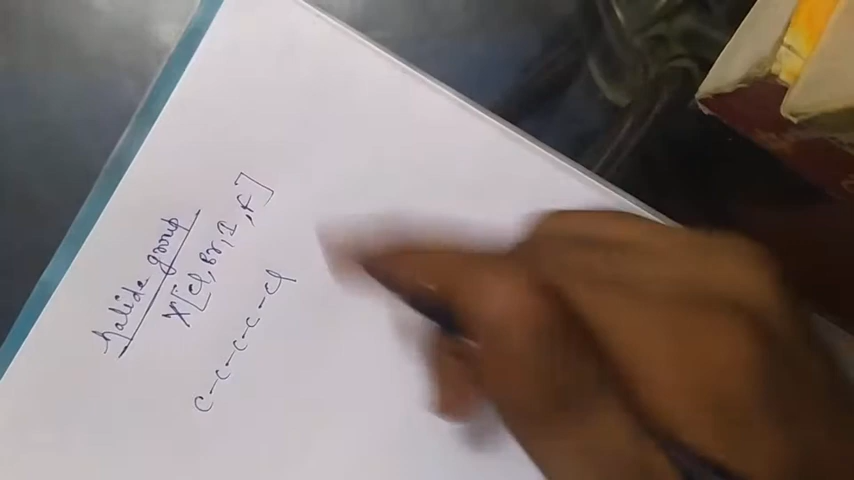 halide group
X [Cl, Br, I, F]
C-C-C-C-Cl